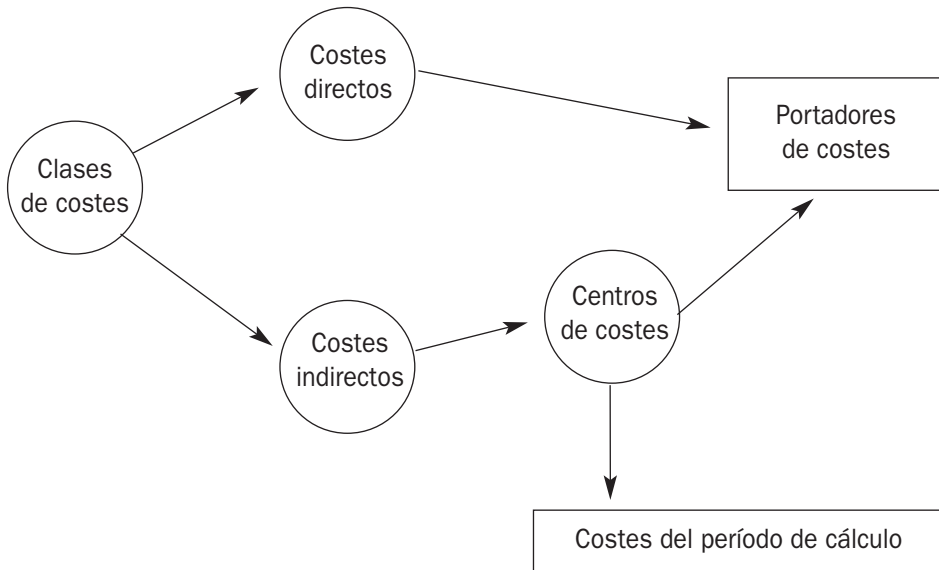 Costes
directos
Portadores
de costes
Clases
de costes
Centros
de costes
Costes
indirectos
Costes del período de cálculo